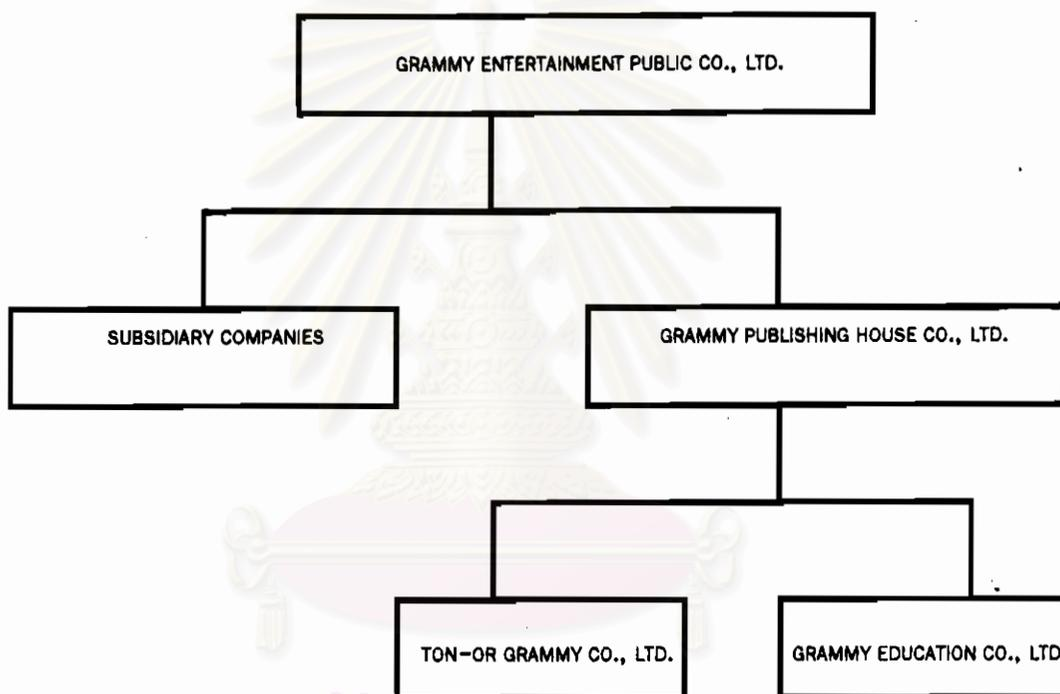 GRAMMY ENTERTAINMENT PUBLIC CO., LTD.
SUBSIDIARY COMPANIES
GRAMMY PUBLISHING HOUSE CO., LTD.
TON-OR GRAMMY CO., LTD.
GRAMMY EDUCATION CO., LTD